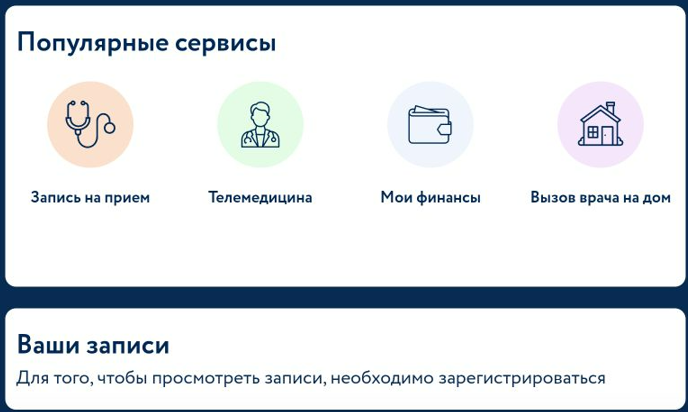 Популярные сервисы
Запись на прием
Телемедицина
Мои финансы
Вызов врача на дом
Ваши записи
Для того, чтобы просмотреть записи, необходимо зарегистрироваться